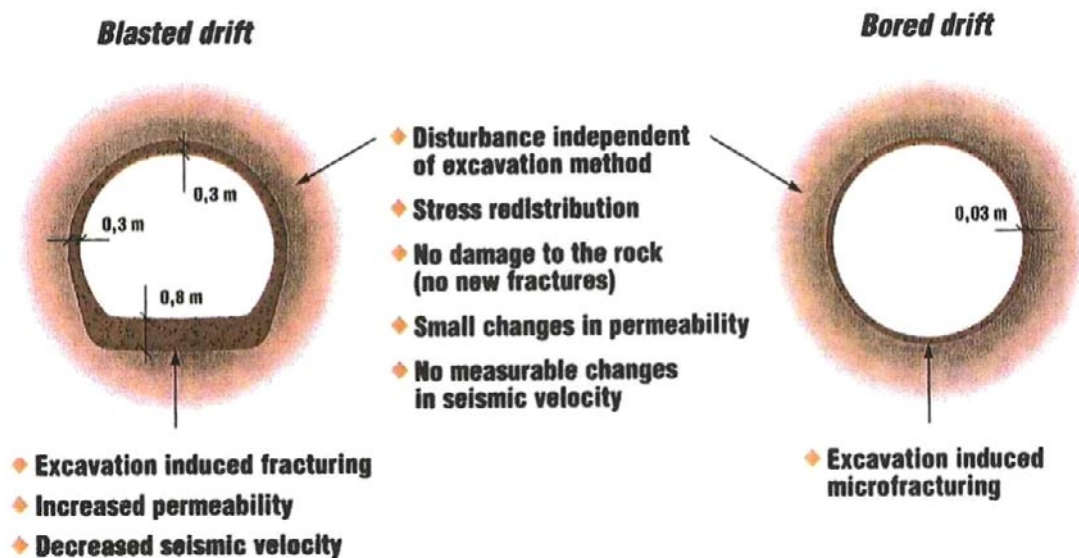 Blasted drift
Bored drift
0,3 m
0,3 m
0,8 m
Disturbance independent
of excavation method
Stress redistribution
No damage to the rock
(no new fractures)
Small changes in permeability
No measurable changes
in seismic velocity
0,03 m
Excavation induced fracturing
Increased permeability
Decreased seismic velocity
Excavation induced
microfracturing